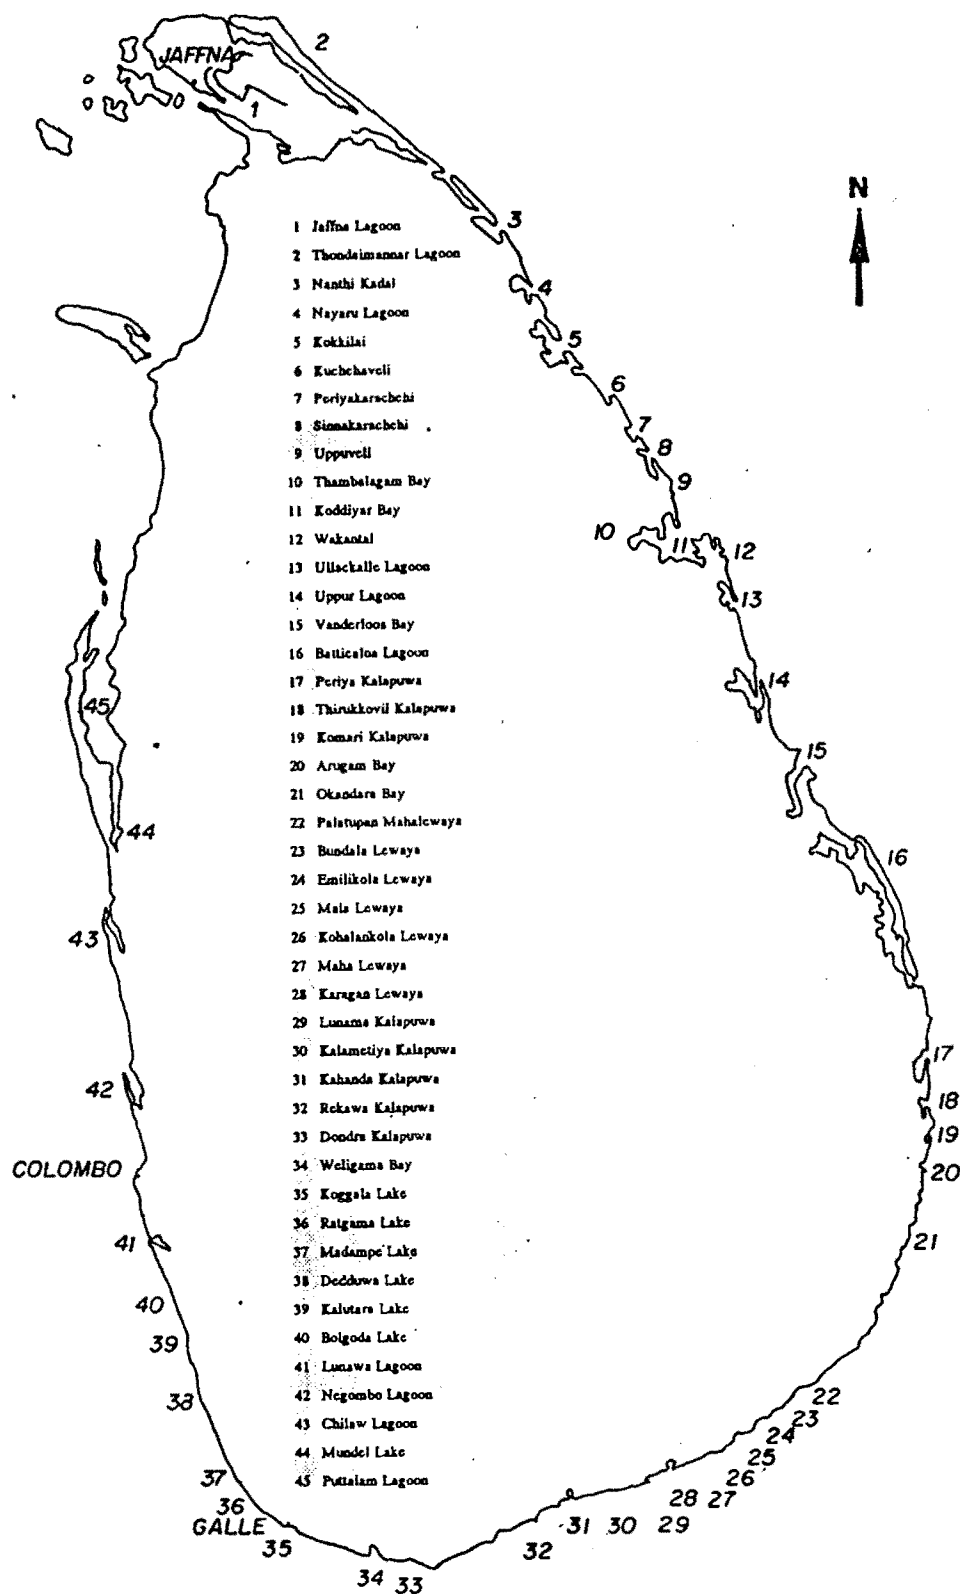 JAFFNA
2
1
N
3
4
5
6
7
8
9
10
11
12
13
14
15
16
17
18
19
20
21
22
23
24
25
26
27
28
29
30
31
32
33
34
35
GALLE
36
37
38
39
40
41
COLOMBO
42
43
44
45
1 Jaffna Lagoon
2 Thondaimannar Lagoon
3 Nanthi Kadal
4 Nayaru Lagoon
5 Kokkilai
6 Kuchchaveli
7 Periyakarachchi
8 Sinnakarachchi
9 Uppuveli
10 Thambalagam Bay
11 Koddiyar Bay
12 Wakantal
13 Ullackalle Lagoon
14 Uppur Lagoon
15 Vanderloos Bay
16 Batticaloa Lagoon
17 Periya Kalapuwa
18 Thirukkovil Kalapuwa
19 Komari Kalapuwa
20 Arugam Bay
21 Okandara Bay
22 Palatupan Mahalewaya
23 Bundala Lewaya
24 Emilikola Lewaya
25 Mala Lewaya
26 Kohalankola Lewaya
27 Maha Lewaya
28 Karagan Lewaya
29 Lunama Kalapuwa
30 Kalametiya Kalapuwa
31 Kahanda Kalapuwa
32 Rekawa Kalapuwa
33 Dondra Kalapuwa
34 Weligama Bay
35 Koggala Lake
36 Ratgama Lake
37 Madampe Lake
38 Dedduwa Lake
39 Kalutara Lake
40 Bolgoda Lake
41 Lunawa Lagoon
42 Negombo Lagoon
43 Chilaw Lagoon
44 Mundel Lake
45 Puttalam Lagoon